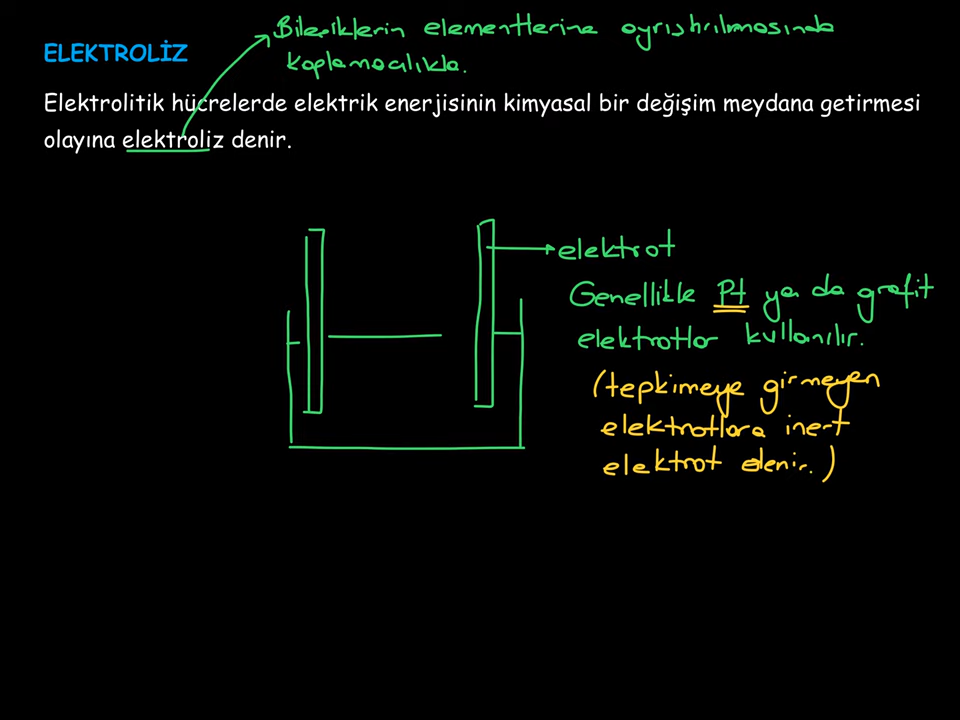 Bileşiklerin elementlerine ayrıştırılmasında
ELEKTROLİZ
kaplamacılıkta.
Elektrolitik hücrelerde elektrik enerjisinin kimyasal bir değişim meydana getirmesi
olayına elektroliz denir.
elektrot
Genellikle Pt ya da grafit
elektrotlar kullanılır.
(tepkimeye girmeyen
elektrotlara inert
elektrot denir.)